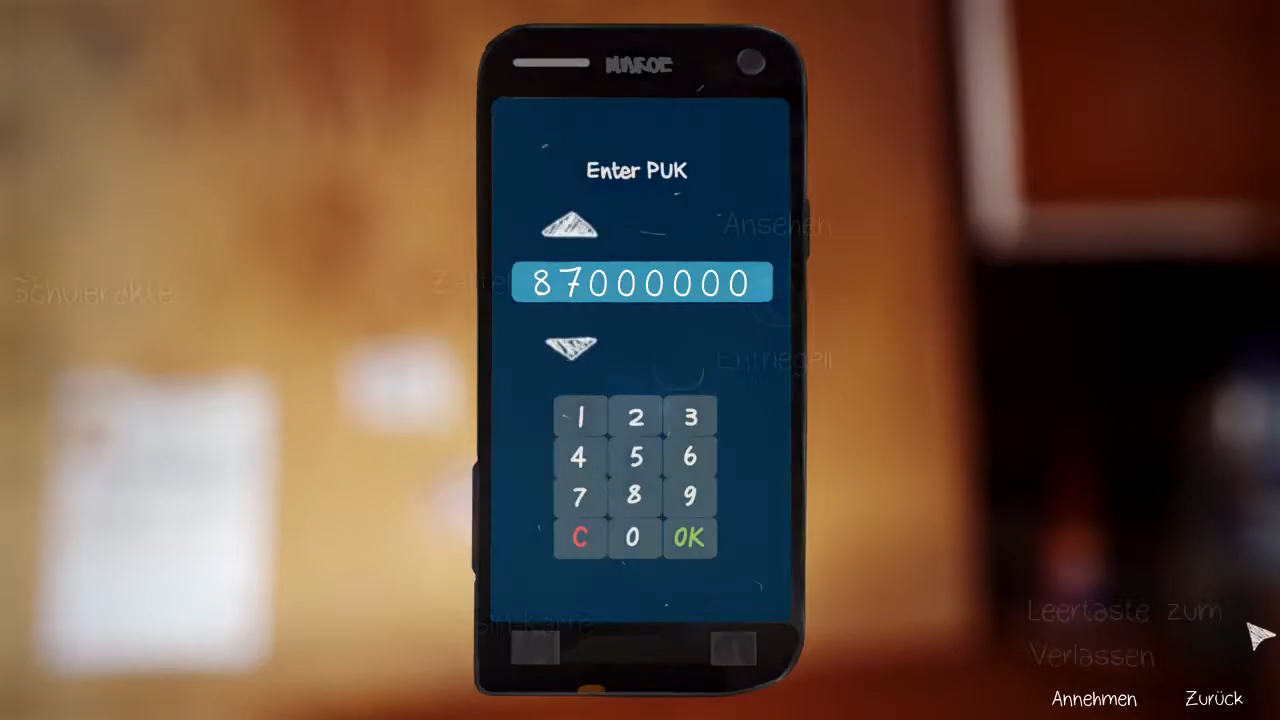 Enter PUK
Ansehen
Schülerakte
Zettel
87000000
Entriegeln
1 2 3
4 5 6
7 8 9
C 0 OK
Leertaste zum
Verlassen
Annehmen Zurück